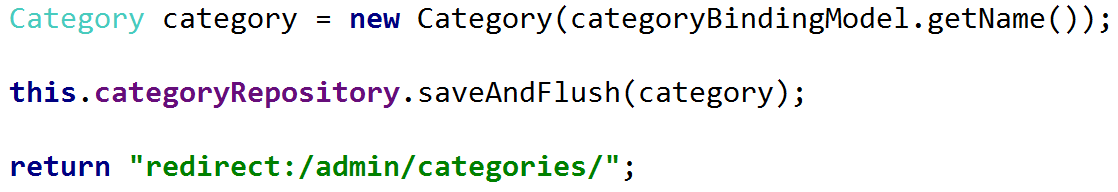 Category category = new Category(categoryBindingModel.getName());
this.categoryRepository.saveAndFlush(category);
return "redirect:/admin/categories/";